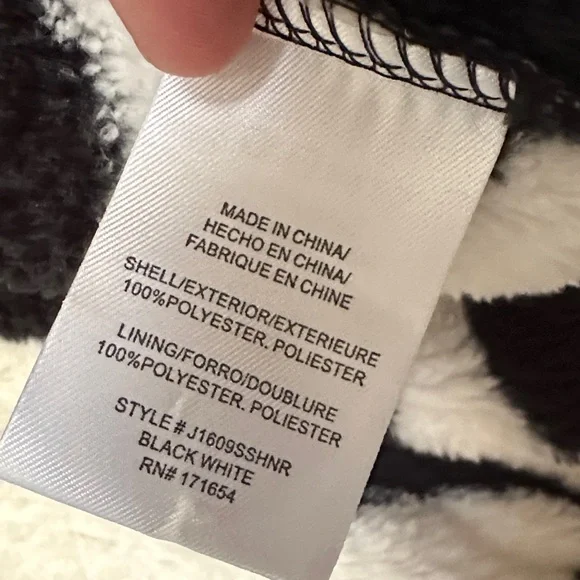 MADE IN CHINA/
HECHO EN CHINA/
FABRIQUE EN CHINE
SHELL/EXTERIOR/EXTERIEURE
100%POLYESTER. POLIESTER
LINING/FORRO/DOUBLURE
100%POLYESTER. POLIESTER
STYLE # J1609SSHNR
BLACK WHITE
RN# 171654